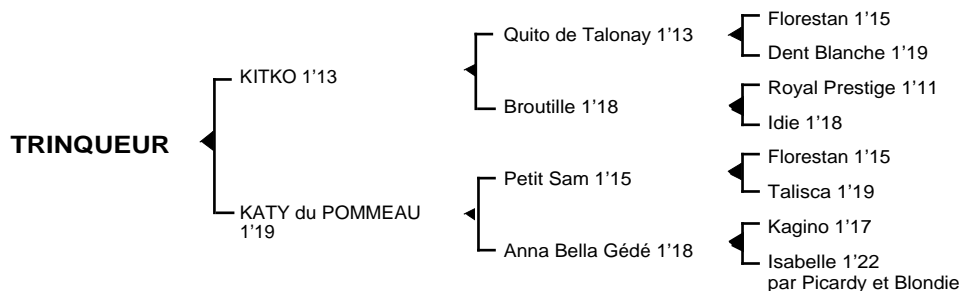 Florestan 1’15
Quito de Talonay 1’13
Dent Blanche 1’19
KITKO 1’13
Royal Prestige 1’11
Broutille 1’18
Idie 1’18
TRINQUEUR
Florestan 1’15
Petit Sam 1’15
Talisca 1’19
KATY du POMMEAU
1’19
Kagino 1’17
Anna Bella Gédé 1’18
Isabelle 1’22
par Picardy et Blondie